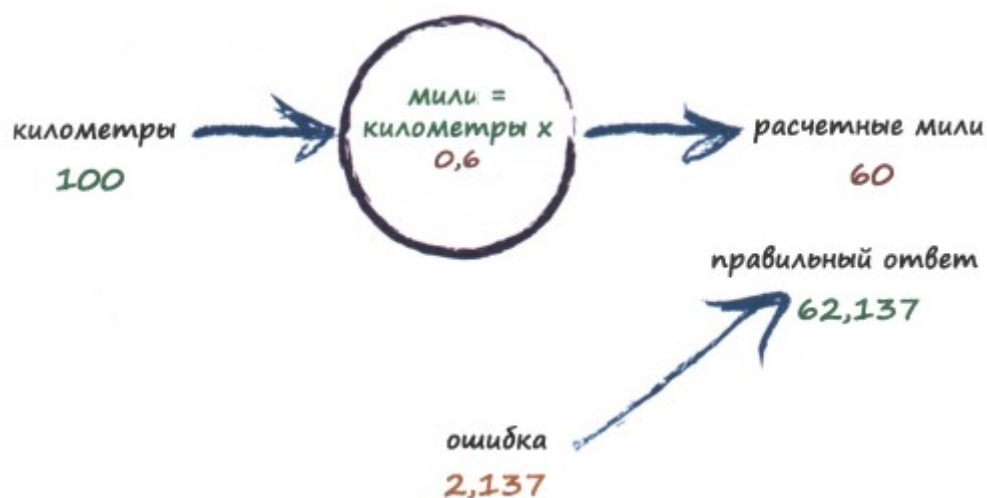 километры
100
мили =
километры x
0,6
расчетные мили
60
правильный ответ
62,137
ошибка
2,137